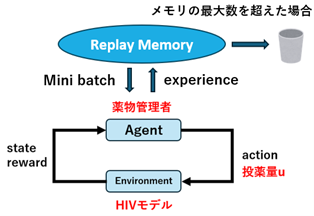 メモリの最大数を超えた場合
Replay Memory
Mini batch
experience
薬物管理者
Agent
state
reward
action
投薬量u
Environment
HIVモデル